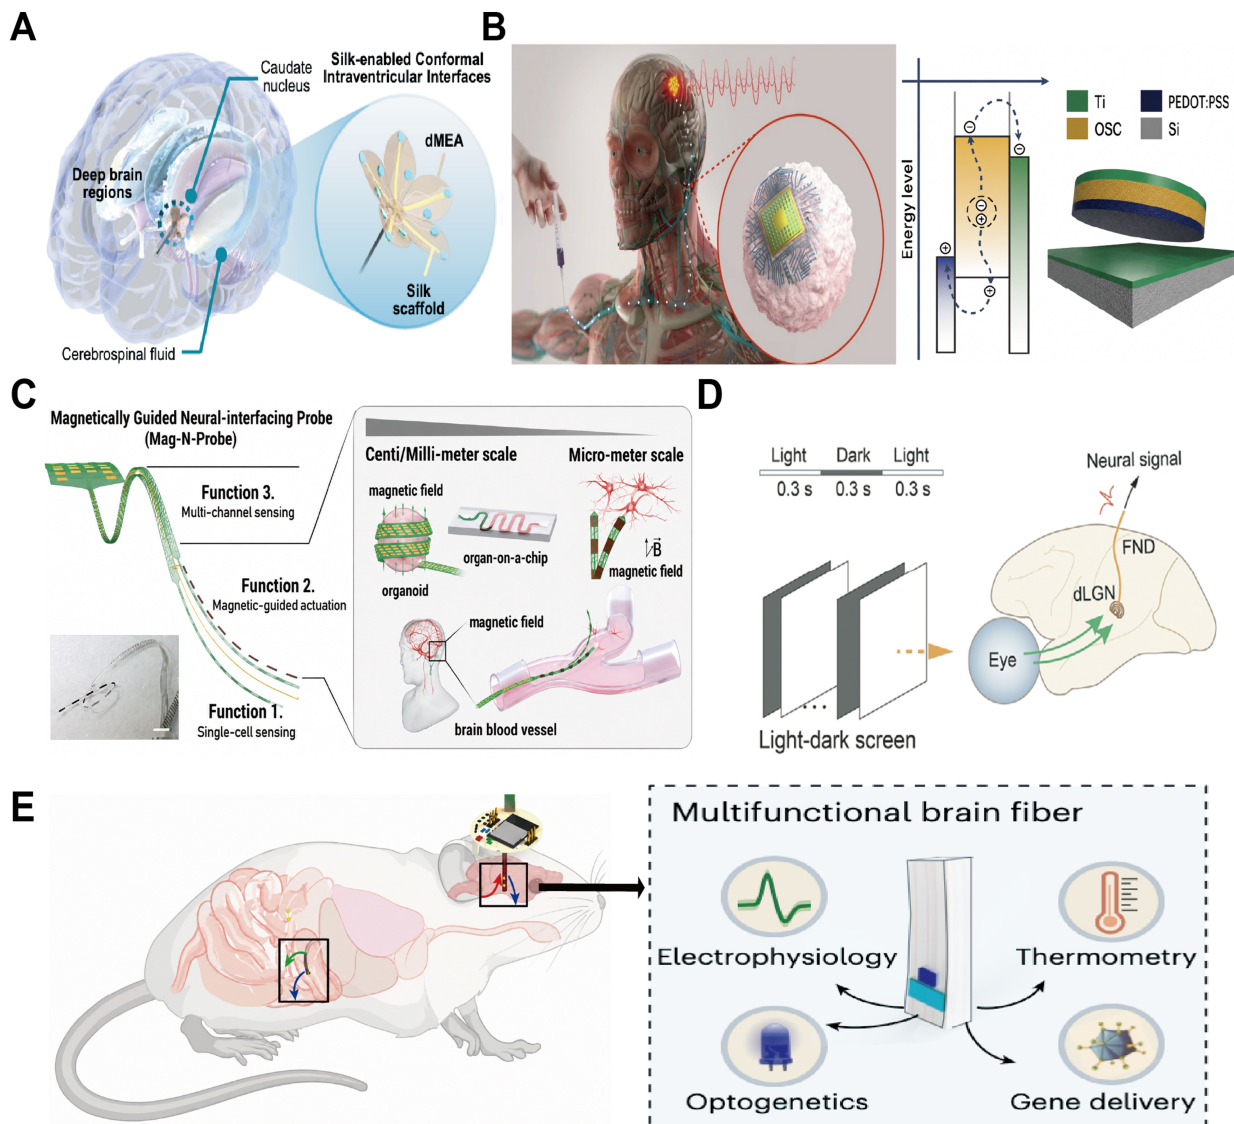 A
Caudate
nucleus
Silk-enabled Conformal
Intraventricular Interfaces
Deep brain
regions
dMEA
Silk
scaffold
Cerebrospinal fluid
B
Energy level
Ti
PEDOT:PSS
OSC
Si
C
Magnetically Guided Neural-interfacing Probe
(Mag-N-Probe)
Function 3.
Multi-channel sensing
Function 2.
Magnetic-guided actuation
Function 1.
Single-cell sensing
Centi/Milli-meter scale
Micro-meter scale
magnetic field
organoid
organ-on-a-chip
B
magnetic field
magnetic field
brain blood vessel
D
Light Dark Light
0.3 s 0.3 s 0.3 s
Light-dark screen
Neural signal
FND
dLGN
Eye
E
Multifunctional brain fiber
Electrophysiology
Thermometry
Optogenetics
Gene delivery